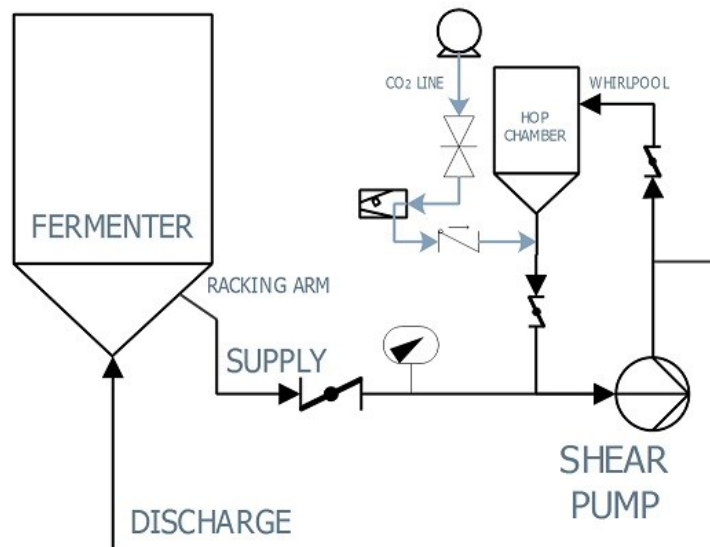 CO₂ LINE
WHIRLPOOL
HOP
CHAMBER
FERMENTER
RACKING ARM
SUPPLY
SHEAR
PUMP
DISCHARGE